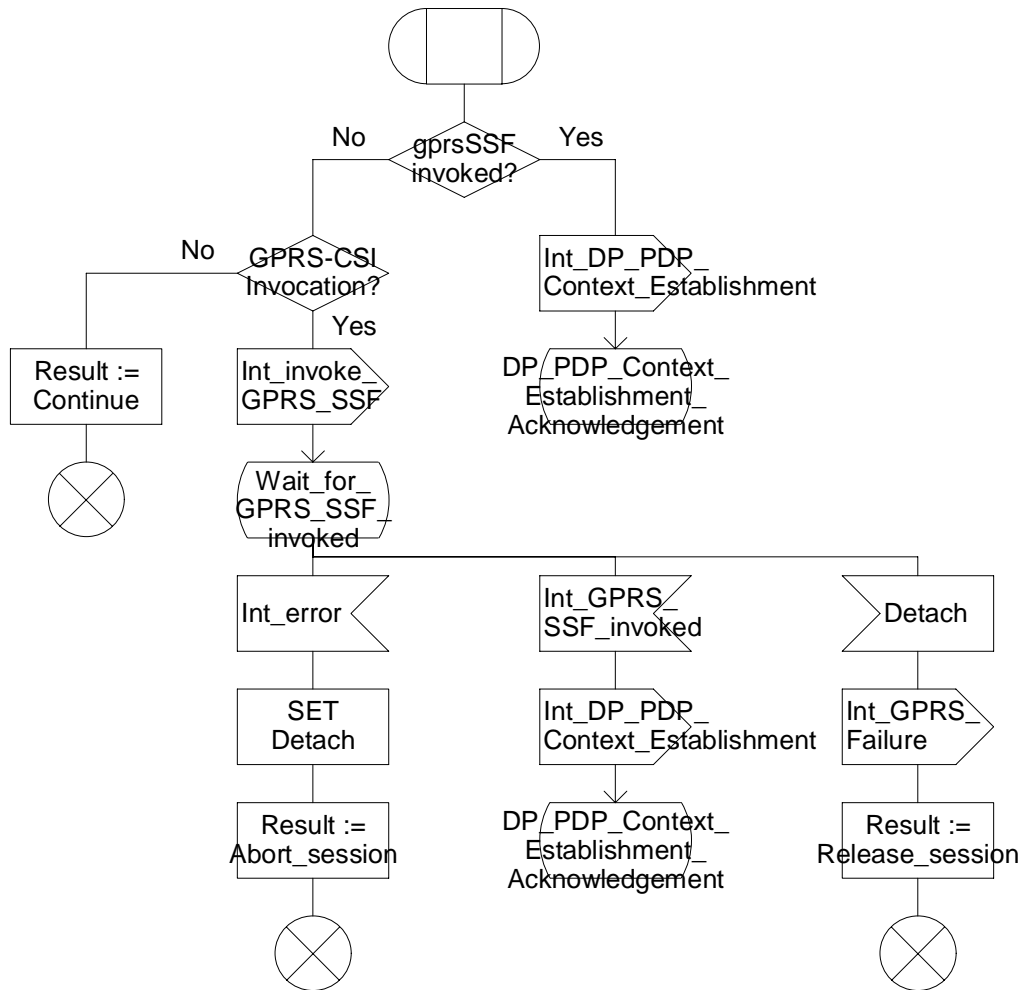 No
gprsSSF
invoked?
Yes
No
GPRS-CSI
Invocation?
Yes
Int_DP_PDP_
Context_Establishment
Result :=
Continue
Int_invoke_
GPRS_SSF
DP_PDP_Context_
Establishment_
Acknowledgement
Wait_for_
GPRS_SSF_
invoked
Int_error
Int_GPRS_
SSF_invoked
Detach
SET
Detach
Int_DP_PDP_
Context_Establishment
Int_GPRS_
Failure
Result :=
Abort_session
DP_PDP_Context_
Establishment_
Acknowledgement
Result :=
Release_session